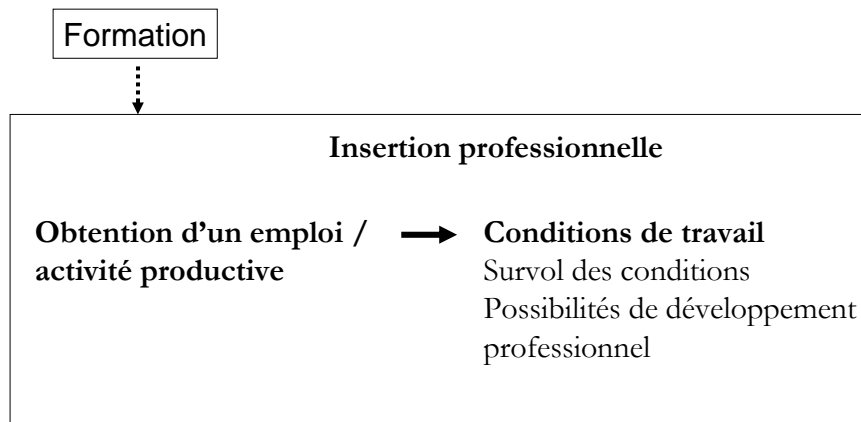 Formation
Insertion professionnelle
Obtention d’un emploi /
activité productive
Conditions de travail
Survol des conditions
Possibilités de développement
professionnel